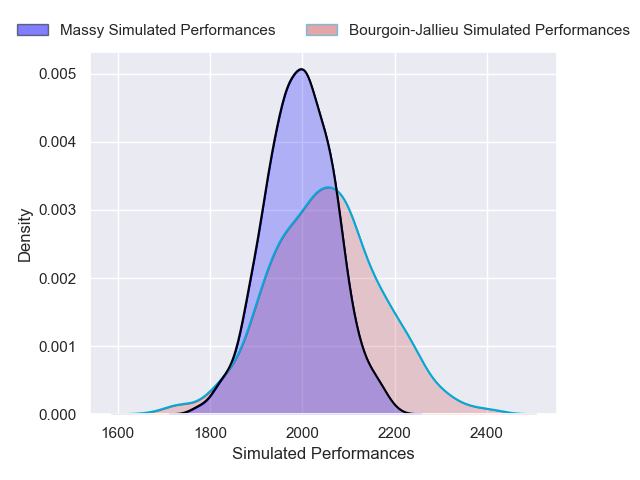 Massy Simulated Performances Bourgoin-Jallieu Simulated Performances
0.005
0.004
0.003
0.002
0.001
0.000
Density
1600 1800 2000 2200 2400
Simulated Performances